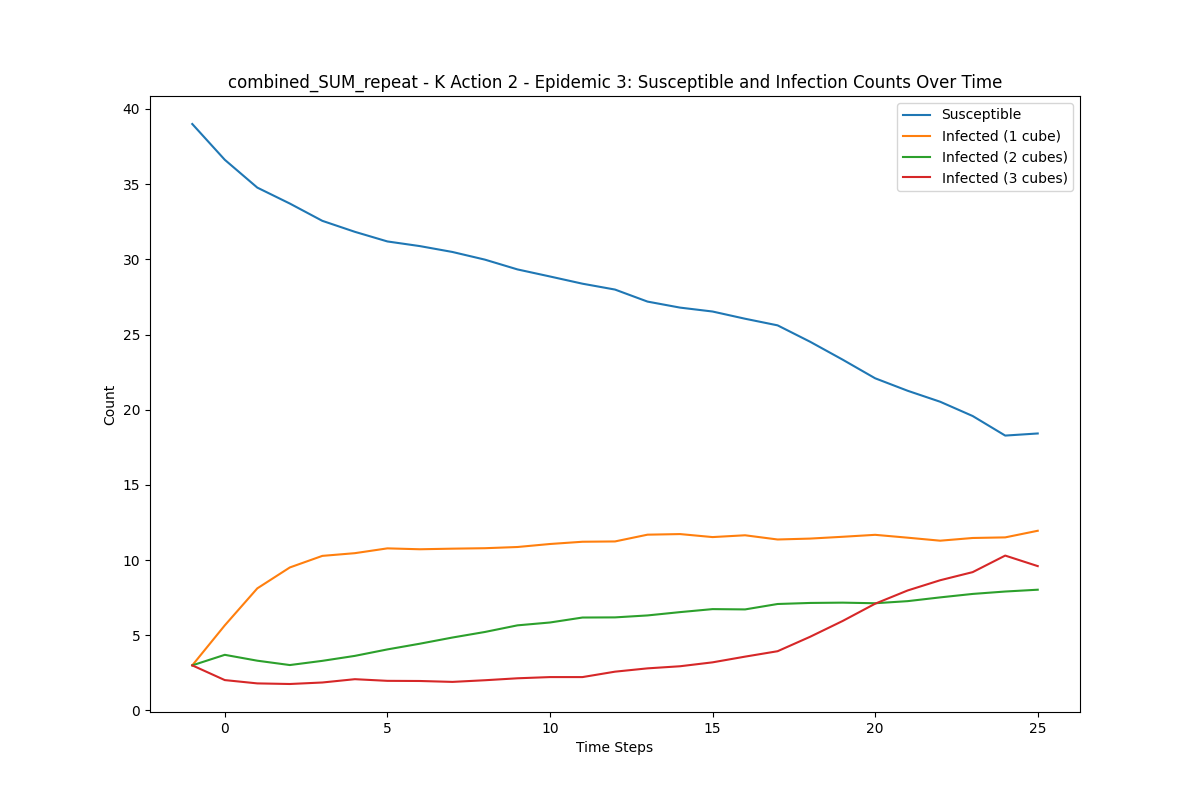 combined_SUM_repeat - K Action 2 - Epidemic 3: Susceptible and Infection Counts Over Time
40
35
30
25
20
15
10
5
0
Count
Susceptible
Infected (1 cube)
Infected (2 cubes)
Infected (3 cubes)
0 5 10 15 20 25
Time Steps